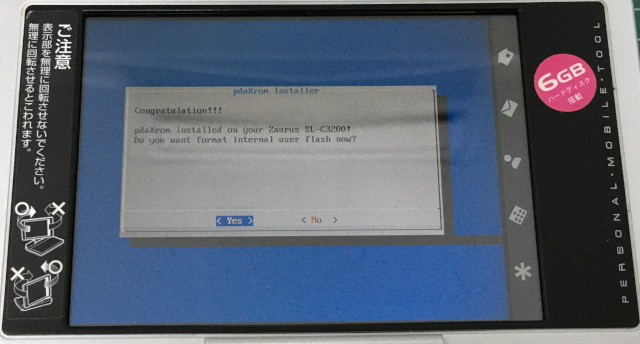 ご注意
表示部を無理に回転させないでください。
無理に回転させるとこわれます。
pdaXrom Installer
Congratulation!!!
pdaXrom installed on your Zaurus SL-C3200!
Do you want format internal user flash now?
< Yes >
< No >
6GB
ハードディスク
搭載
PERSONAL・MOBILE・TOOL